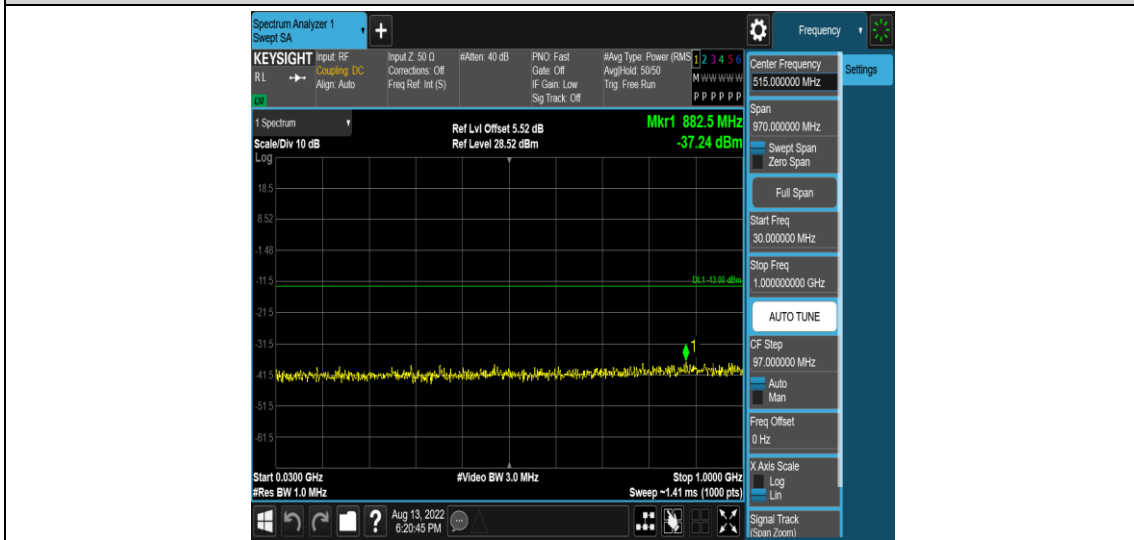 Spectrum Analyzer 1
Swept SA
+
Frequency
KEYSIGHT
RL
LXI
Input: RF
Coupling: DC
Align: Auto
Input Z: 50 Ω
Corrections: Off
Freq Ref: Int (S)
#Atten: 40 dB
PNO: Fast
Gate: Off
IF Gain: Low
Sig Track: Off
#Avg Type: Power (RMS
Avg|Hold: 50/50
Trig: Free Run
1 2 3 4 5 6
M W W W W W
P P P P P P
1 Spectrum
Scale/Div 10 dB
Log
Ref Lvl Offset 5.52 dB
Ref Level 28.52 dBm
Mkr1 882.5 MHz
-37.24 dBm
18.5
8.52
-1.48
-11.5
DL1 -13.00 dBm
-21.5
-31.5
1
-41.5
-51.5
-61.5
Start 0.0300 GHz
#Res BW 1.0 MHz
#Video BW 3.0 MHz
Stop 1.0000 GHz
Sweep ~1.41 ms (1000 pts)
?
Aug 13, 2022
6:20:45 PM
Center Frequency
515.000000 MHz
Settings
Span
970.000000 MHz
Swept Span
Zero Span
Full Span
Start Freq
30.000000 MHz
Stop Freq
1.000000000 GHz
AUTO TUNE
CF Step
97.000000 MHz
Auto
Man
Freq Offset
0 Hz
X Axis Scale
Log
Lin
Signal Track
(Span Zoom)